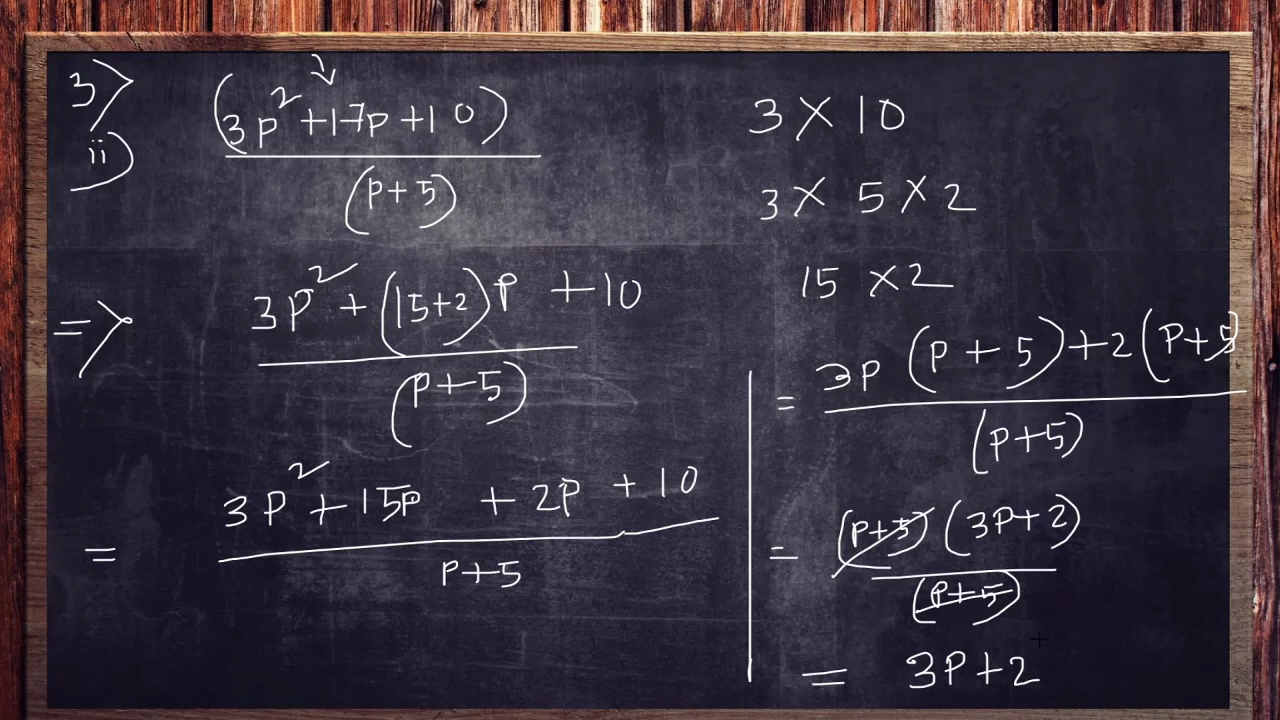 3) (3p²+17p+10)
ii) (p+5)
=> 3p²+(15+2)p +10
(p+5)
= 3p²+15p +2p +10
p+5
3×10
3×5×2
15×2
= 3p(p+5)+2(p+5)
(p+5)
= (p+5)(3p+2)
(p+5)
= 3p+2